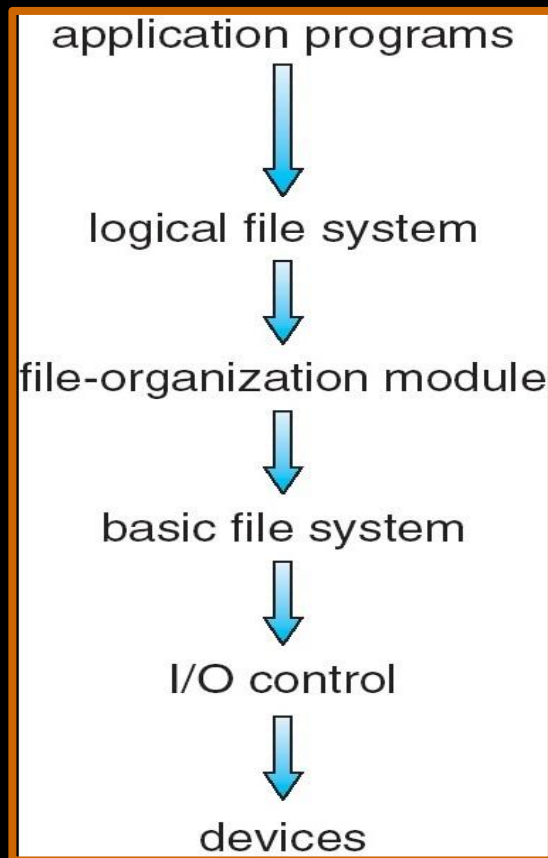 application programs
logical file system
file-organization module
basic file system
I/O control
devices